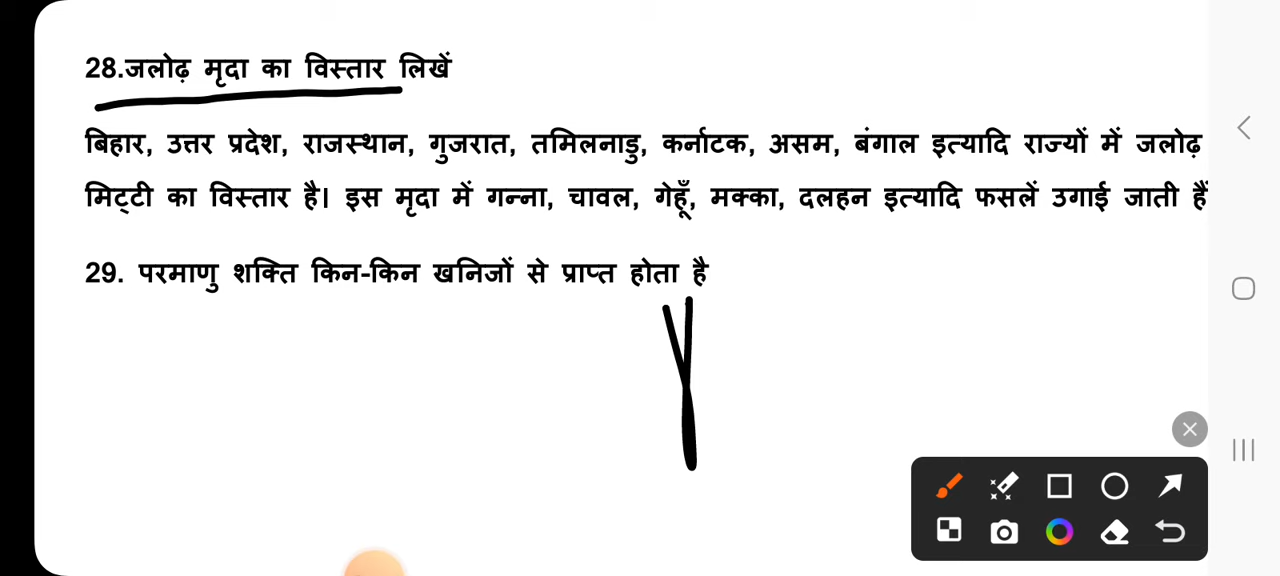 28.जलोढ़ मृदा का विस्तार लिखें
बिहार, उत्तर प्रदेश, राजस्थान, गुजरात, तमिलनाडु, कर्नाटक, असम, बंगाल इत्यादि राज्यों में जलोढ़
मिट्टी का विस्तार है। इस मृदा में गन्ना, चावल, गेहूँ, मक्का, दलहन इत्यादि फसलें उगाई जाती हैं
29. परमाणु शक्ति किन-किन खनिजों से प्राप्त होता है